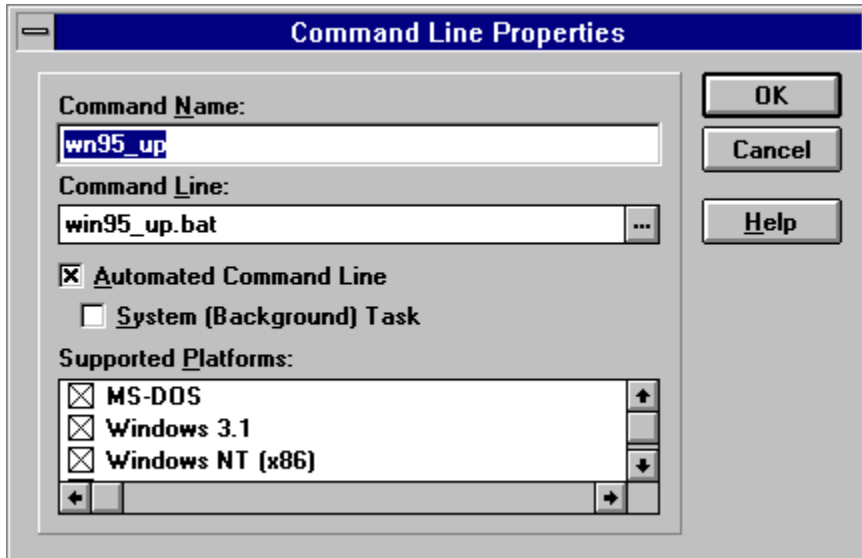 Command Line Properties
Command Name:
wn95_up
Command Line:
win95_up.bat
...
Automated Command Line
System (Background) Task
Supported Platforms:
MS-DOS
Windows 3.1
Windows NT (x86)
OK
Cancel
Help